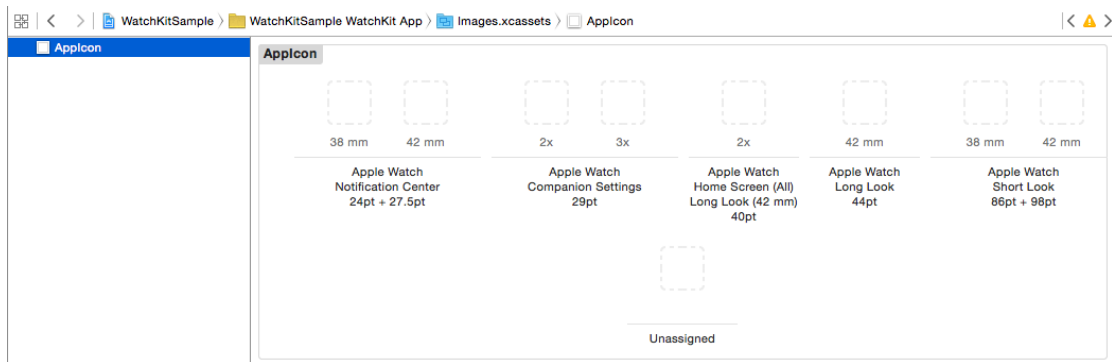 WatchKitSample WatchKitSample WatchKit App Images.xcassets AppIcon
AppIcon
AppIcon
38 mm 42 mm 2x 3x 2x 42 mm 38 mm 42 mm
Apple Watch Apple Watch Apple Watch Apple Watch Apple Watch
Notification Center Companion Settings Home Screen (All) Long Look Short Look
24pt + 27.5pt 29pt Long Look (42 mm) 44pt 86pt + 98pt
40pt
Unassigned